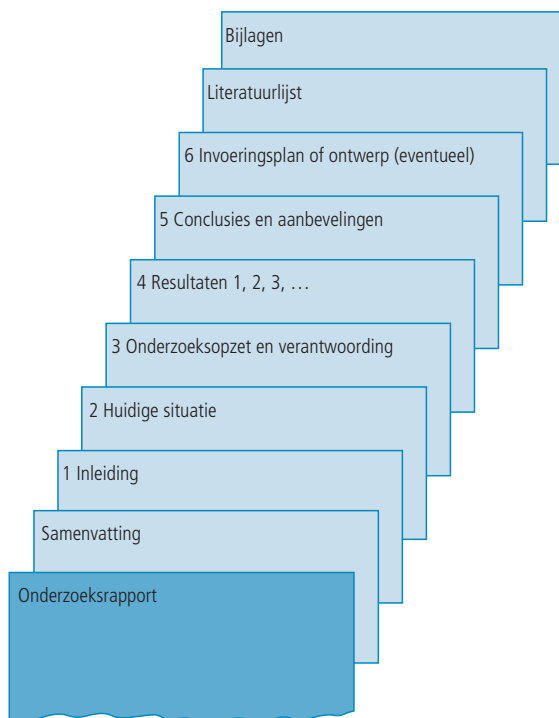 Bijlagen
Literatuurlijst
6 Invoeringsplan of ontwerp (eventueel)
5 Conclusies en aanbevelingen
4 Resultaten 1, 2, 3, …
3 Onderzoeksopzet en verantwoording
2 Huidige situatie
1 Inleiding
Samenvatting
Onderzoeksrapport